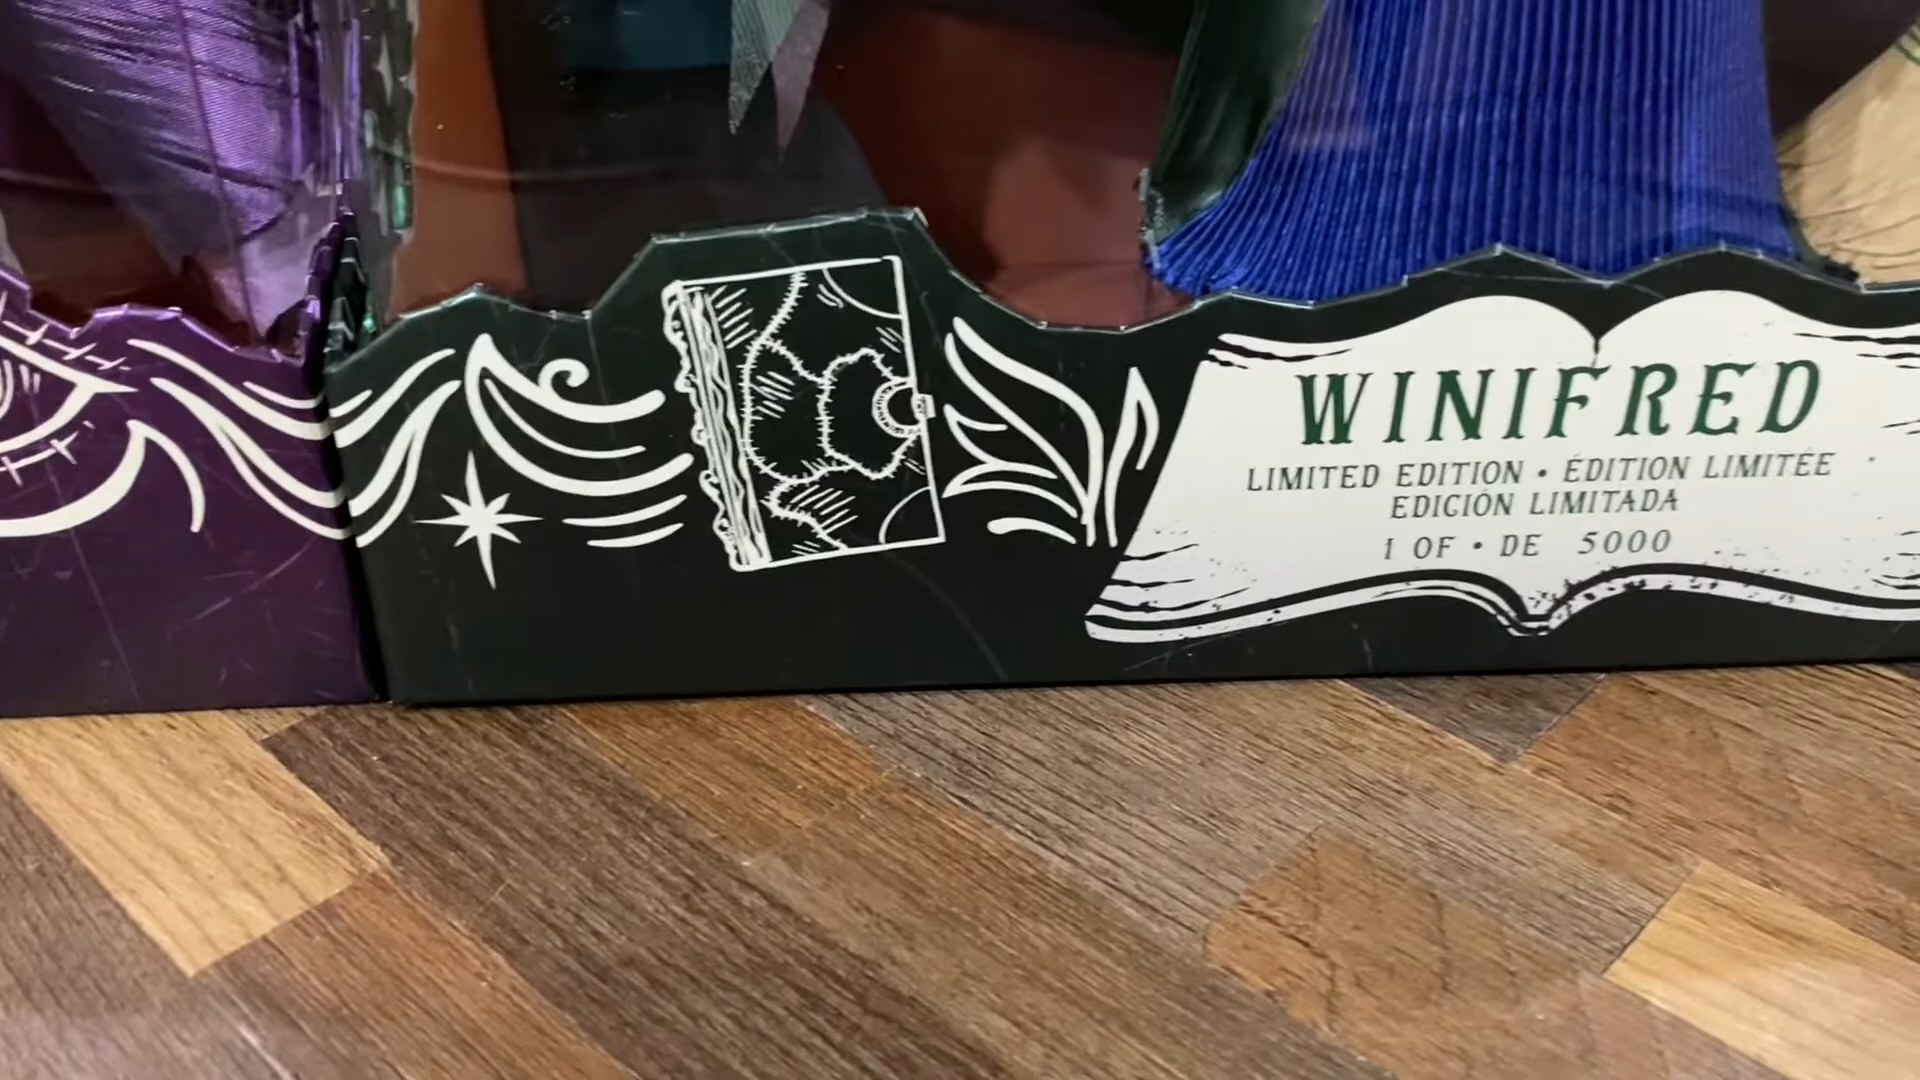 WINIFRED
LIMITED EDITION • ÉDITION LIMITÉE
EDICIÓN LIMITADA
1 OF • DE 5000